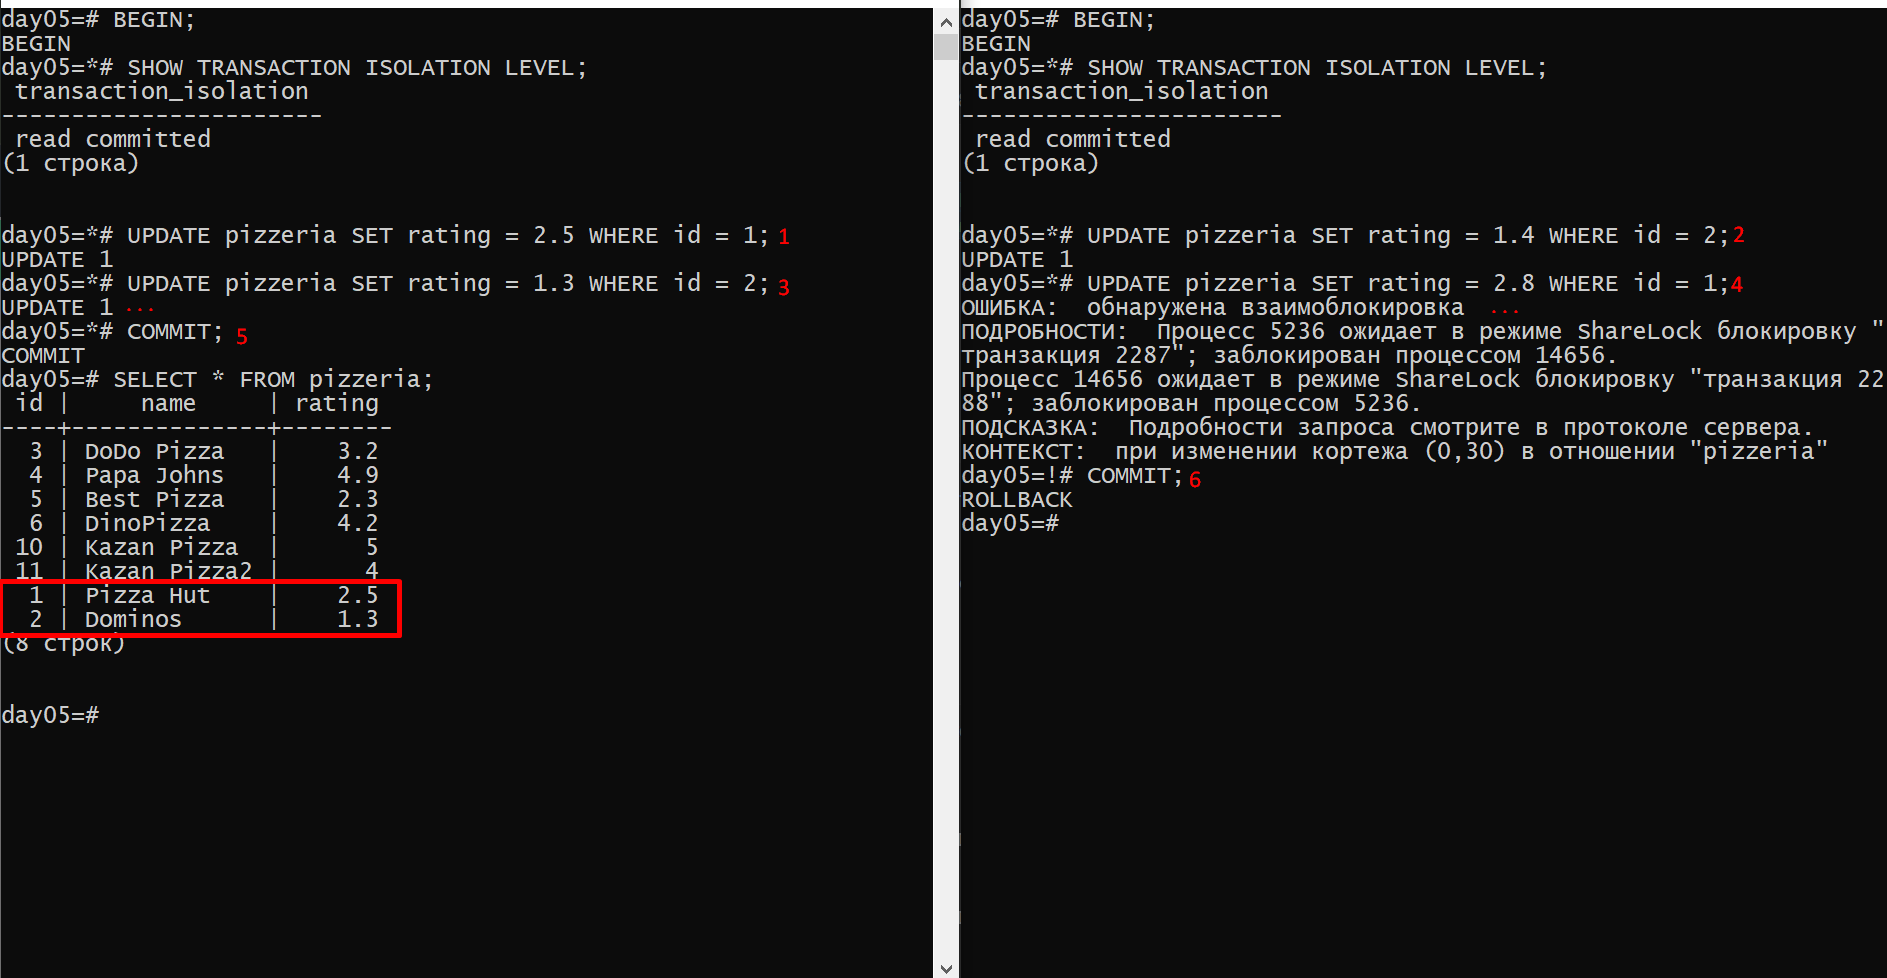 day05=# BEGIN;
BEGIN
day05=*# SHOW TRANSACTION ISOLATION LEVEL;
 transaction_isolation
-----------------------
 read committed
(1 строка)
day05=*# UPDATE pizzeria SET rating = 2.5 WHERE id = 1; 1
UPDATE 1
day05=*# UPDATE pizzeria SET rating = 1.3 WHERE id = 2; 3
UPDATE 1 ...
day05=*# COMMIT; 5
COMMIT
day05=# SELECT * FROM pizzeria;
 id |     name     | rating
----+--------------+--------
  3 | DoDo Pizza   |    3.2
  4 | Papa Johns   |    4.9
  5 | Best Pizza   |    2.3
  6 | DinoPizza    |    4.2
 10 | Kazan Pizza  |      5
 11 | Kazan Pizza2 |      4
  1 | Pizza Hut    |    2.5
  2 | Dominos      |    1.3
(8 строк)
day05=#
day05=# BEGIN;
BEGIN
day05=*# SHOW TRANSACTION ISOLATION LEVEL;
 transaction_isolation
-----------------------
 read committed
(1 строка)
day05=*# UPDATE pizzeria SET rating = 1.4 WHERE id = 2; 2
UPDATE 1
day05=*# UPDATE pizzeria SET rating = 2.8 WHERE id = 1; 4
ОШИБКА:  обнаружена взаимоблокировка ...
ПОДРОБНОСТИ:  Процесс 5236 ожидает в режиме ShareLock блокировку "
транзакция 2287"; заблокирован процессом 14656.
Процесс 14656 ожидает в режиме ShareLock блокировку "транзакция 22
88"; заблокирован процессом 5236.
ПОДСКАЗКА:  Подробности запроса смотрите в протоколе сервера.
КОНТЕКСТ:  при изменении кортежа (0,30) в отношении "pizzeria"
day05=!# COMMIT; 6
ROLLBACK
day05=#